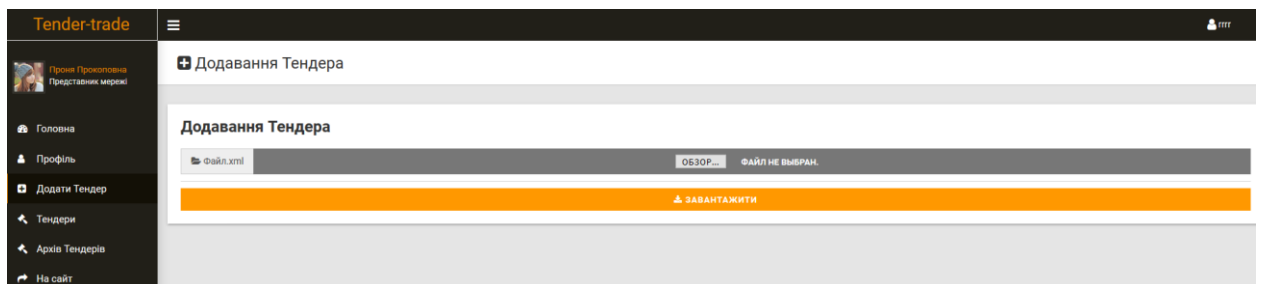 Tender-trade
rrrr
Проня Прокоповна
Представник мережі
Додавання Тендера
Головна
Профіль
Додати Тендер
Тендери
Архів Тендерів
На сайт
Додавання Тендера
Файл.xml
ОБЗОР... ФАЙЛ НЕ ВЫБРАН.
ЗАВАНТАЖИТИ